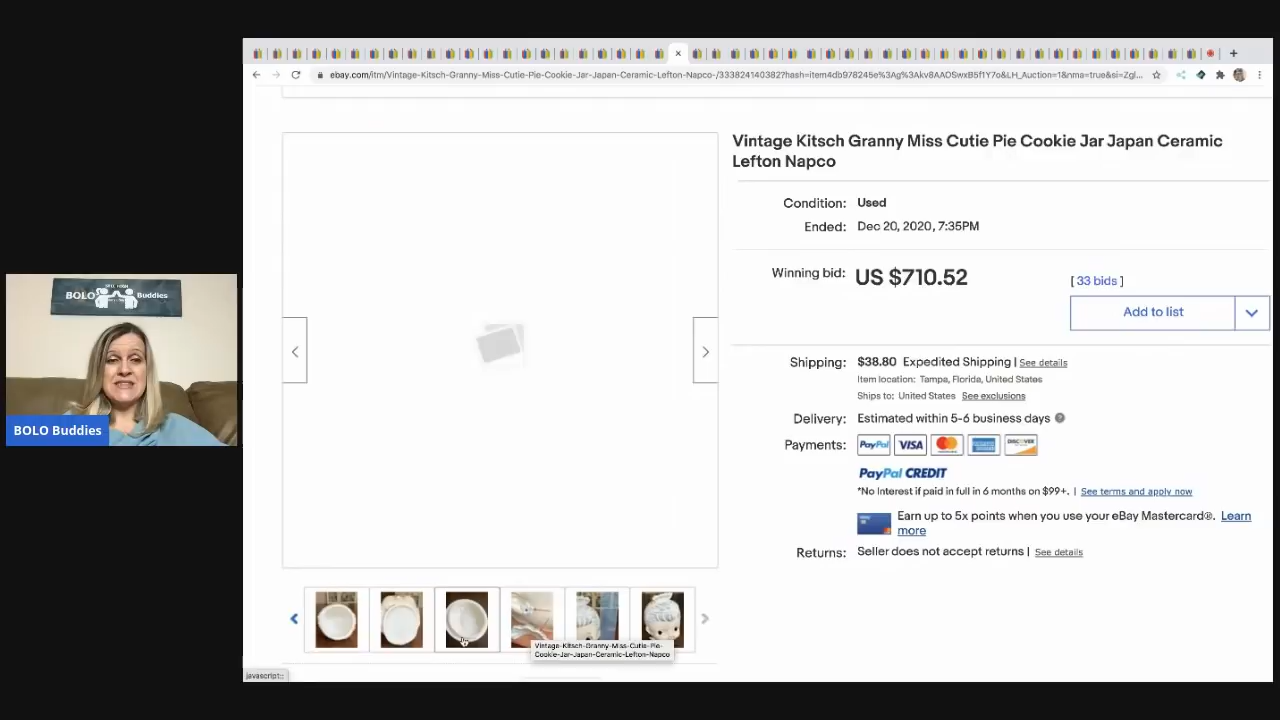 ebay.com/itm/Vintage-Kitsch-Granny-Miss-Cutie-Pie-Cookie-Jar-Japan-Ceramic-Lefton-Napco-/333824140382?hash=item4db978245e%3Ag%3Akv8AAOSwxB5f1Y7o&LH_Auction=1&nma=true&si=Zgl...
Vintage Kitsch Granny Miss Cutie Pie Cookie Jar Japan Ceramic
Lefton Napco
Condition: Used
Ended: Dec 20, 2020, 7:35PM
Winning bid: US $710.52 [ 33 bids ]
Add to list
Shipping: $38.80 Expedited Shipping | See details
Item location: Tampa, Florida, United States
Ships to: United States See exclusions
Delivery: Estimated within 5-6 business days
Payments: PayPal VISA MasterCard DISCOVER
PayPal CREDIT
*No Interest if paid in full in 6 months on $99+. | See terms and apply now
Earn up to 5x points when you use your eBay Mastercard®. Learn
more
Returns: Seller does not accept returns | See details
Vintage-Kitsch-Granny-Miss-Cutie-Pie-
Cookie-Jar-Japan-Ceramic-Lefton-Napco
javascript:;
SELL HIGH
BOLO Buddies
BOLO Buddies